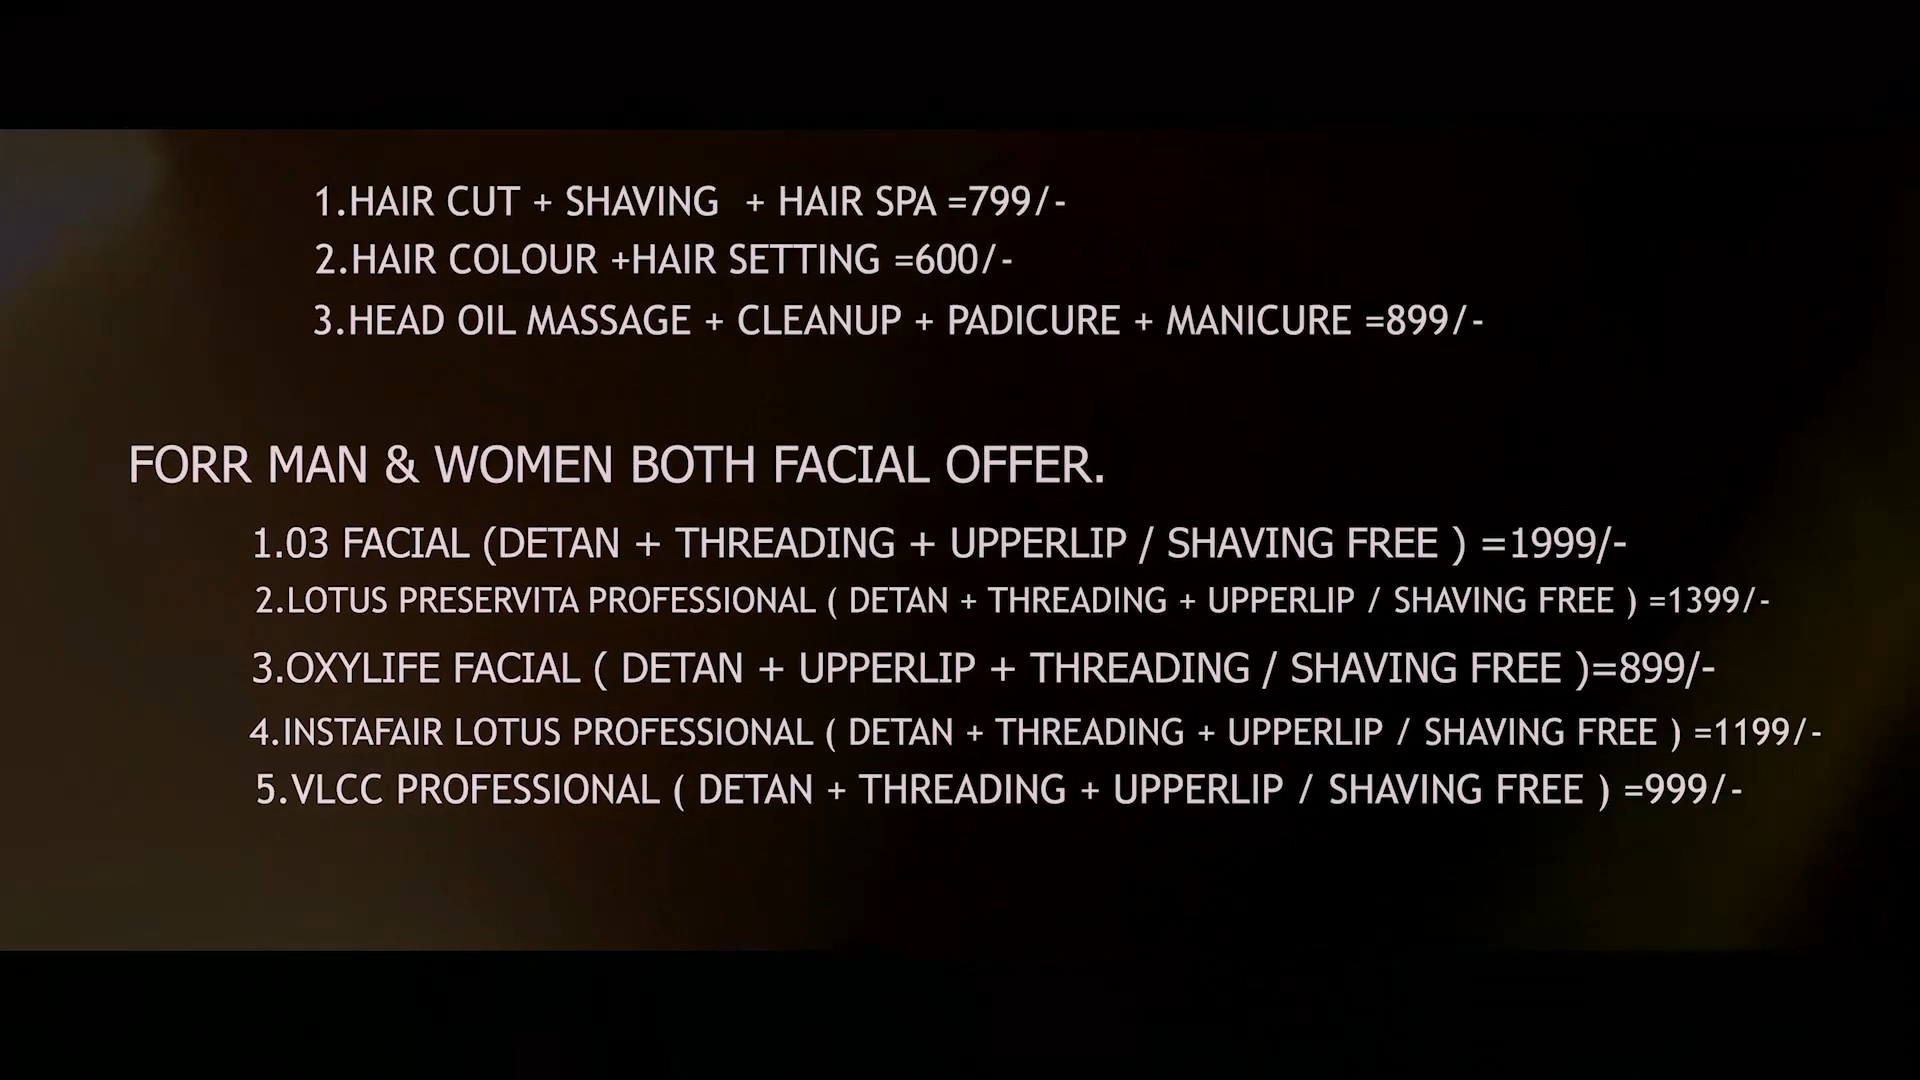 1.HAIR CUT + SHAVING + HAIR SPA =799/-
2.HAIR COLOUR +HAIR SETTING =600/-
3.HEAD OIL MASSAGE + CLEANUP + PADICURE + MANICURE =899/-
FORR MAN & WOMEN BOTH FACIAL OFFER.
1.03 FACIAL (DETAN + THREADING + UPPERLIP / SHAVING FREE ) =1999/-
2.LOTUS PRESERVITA PROFESSIONAL ( DETAN + THREADING + UPPERLIP / SHAVING FREE ) =1399/-
3.OXYLIFE FACIAL ( DETAN + UPPERLIP + THREADING / SHAVING FREE )=899/-
4.INSTAFAIR LOTUS PROFESSIONAL ( DETAN + THREADING + UPPERLIP / SHAVING FREE ) =1199/-
5.VLCC PROFESSIONAL ( DETAN + THREADING + UPPERLIP / SHAVING FREE ) =999/-